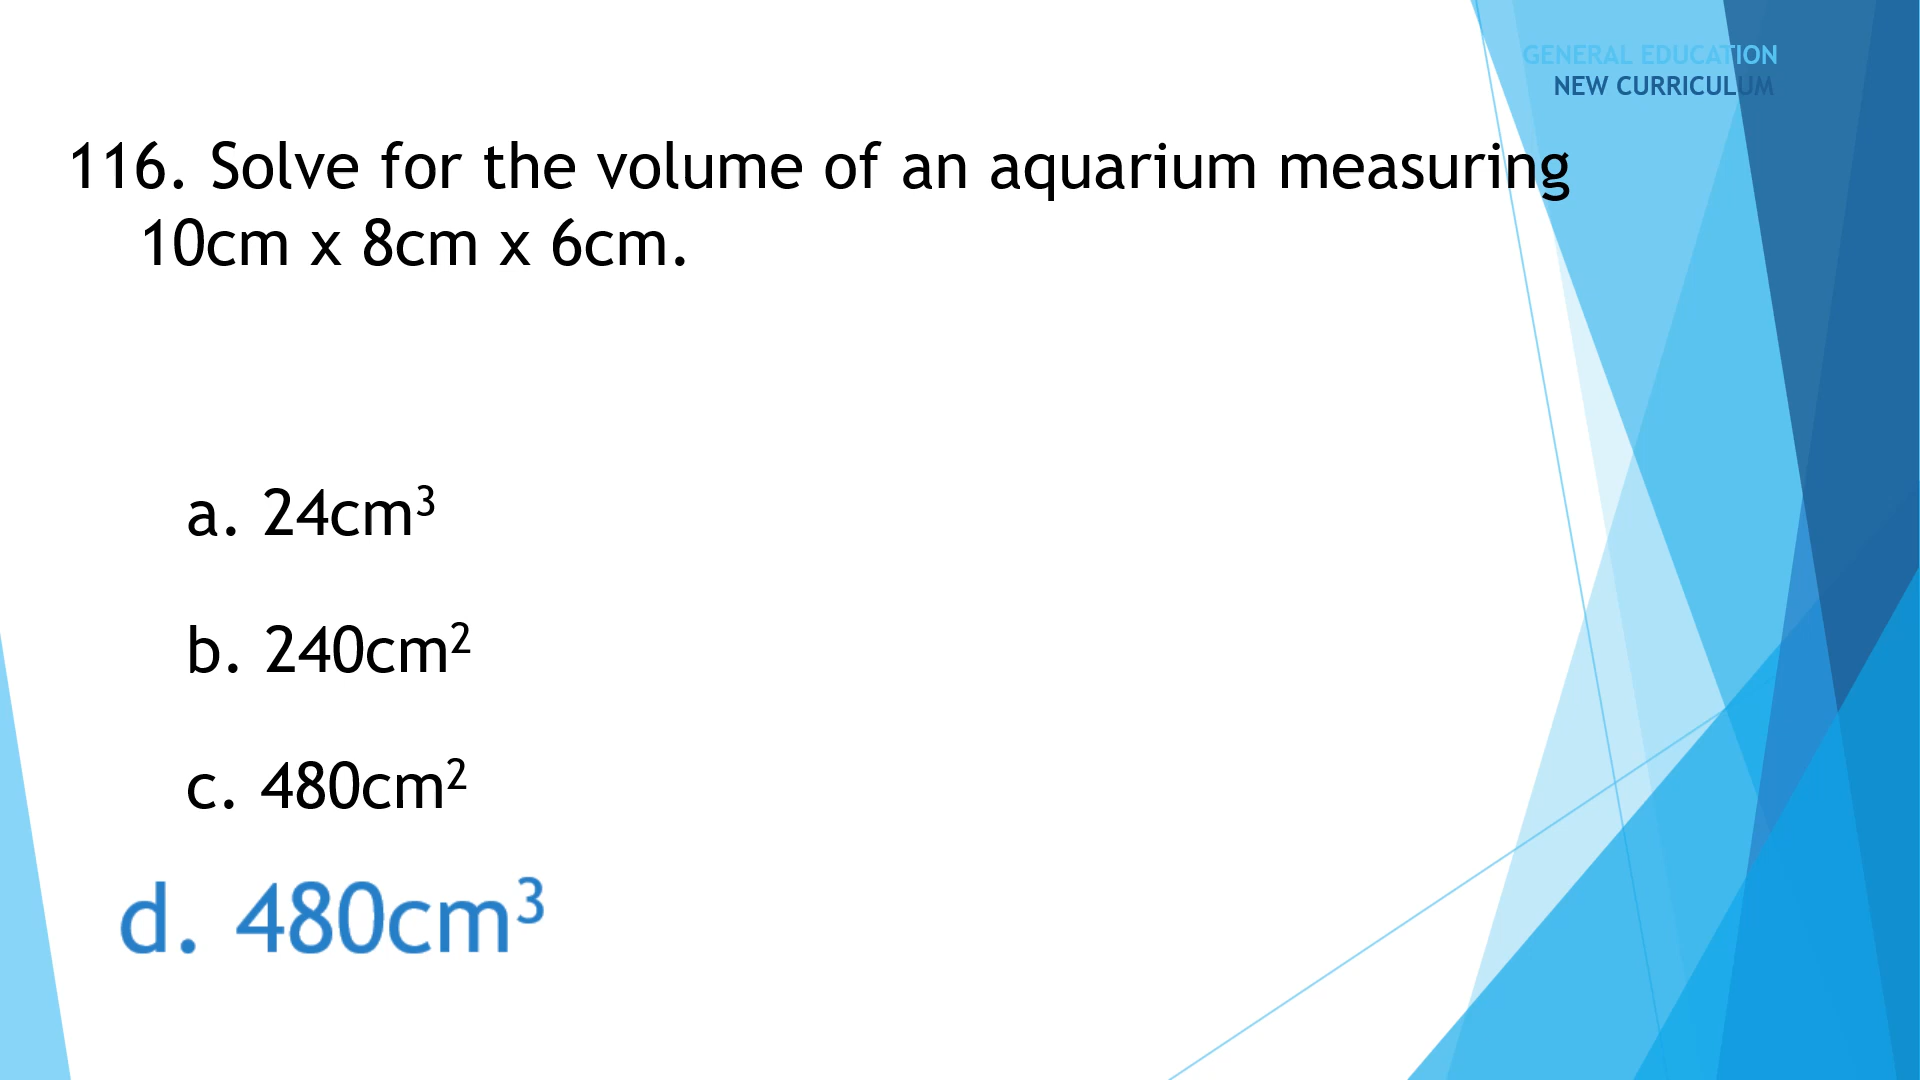 GENERAL EDUCATION
NEW CURRICULUM
116. Solve for the volume of an aquarium measuring
10cm x 8cm x 6cm.
a. 24cm³
b. 240cm²
c. 480cm²
d. 480cm³